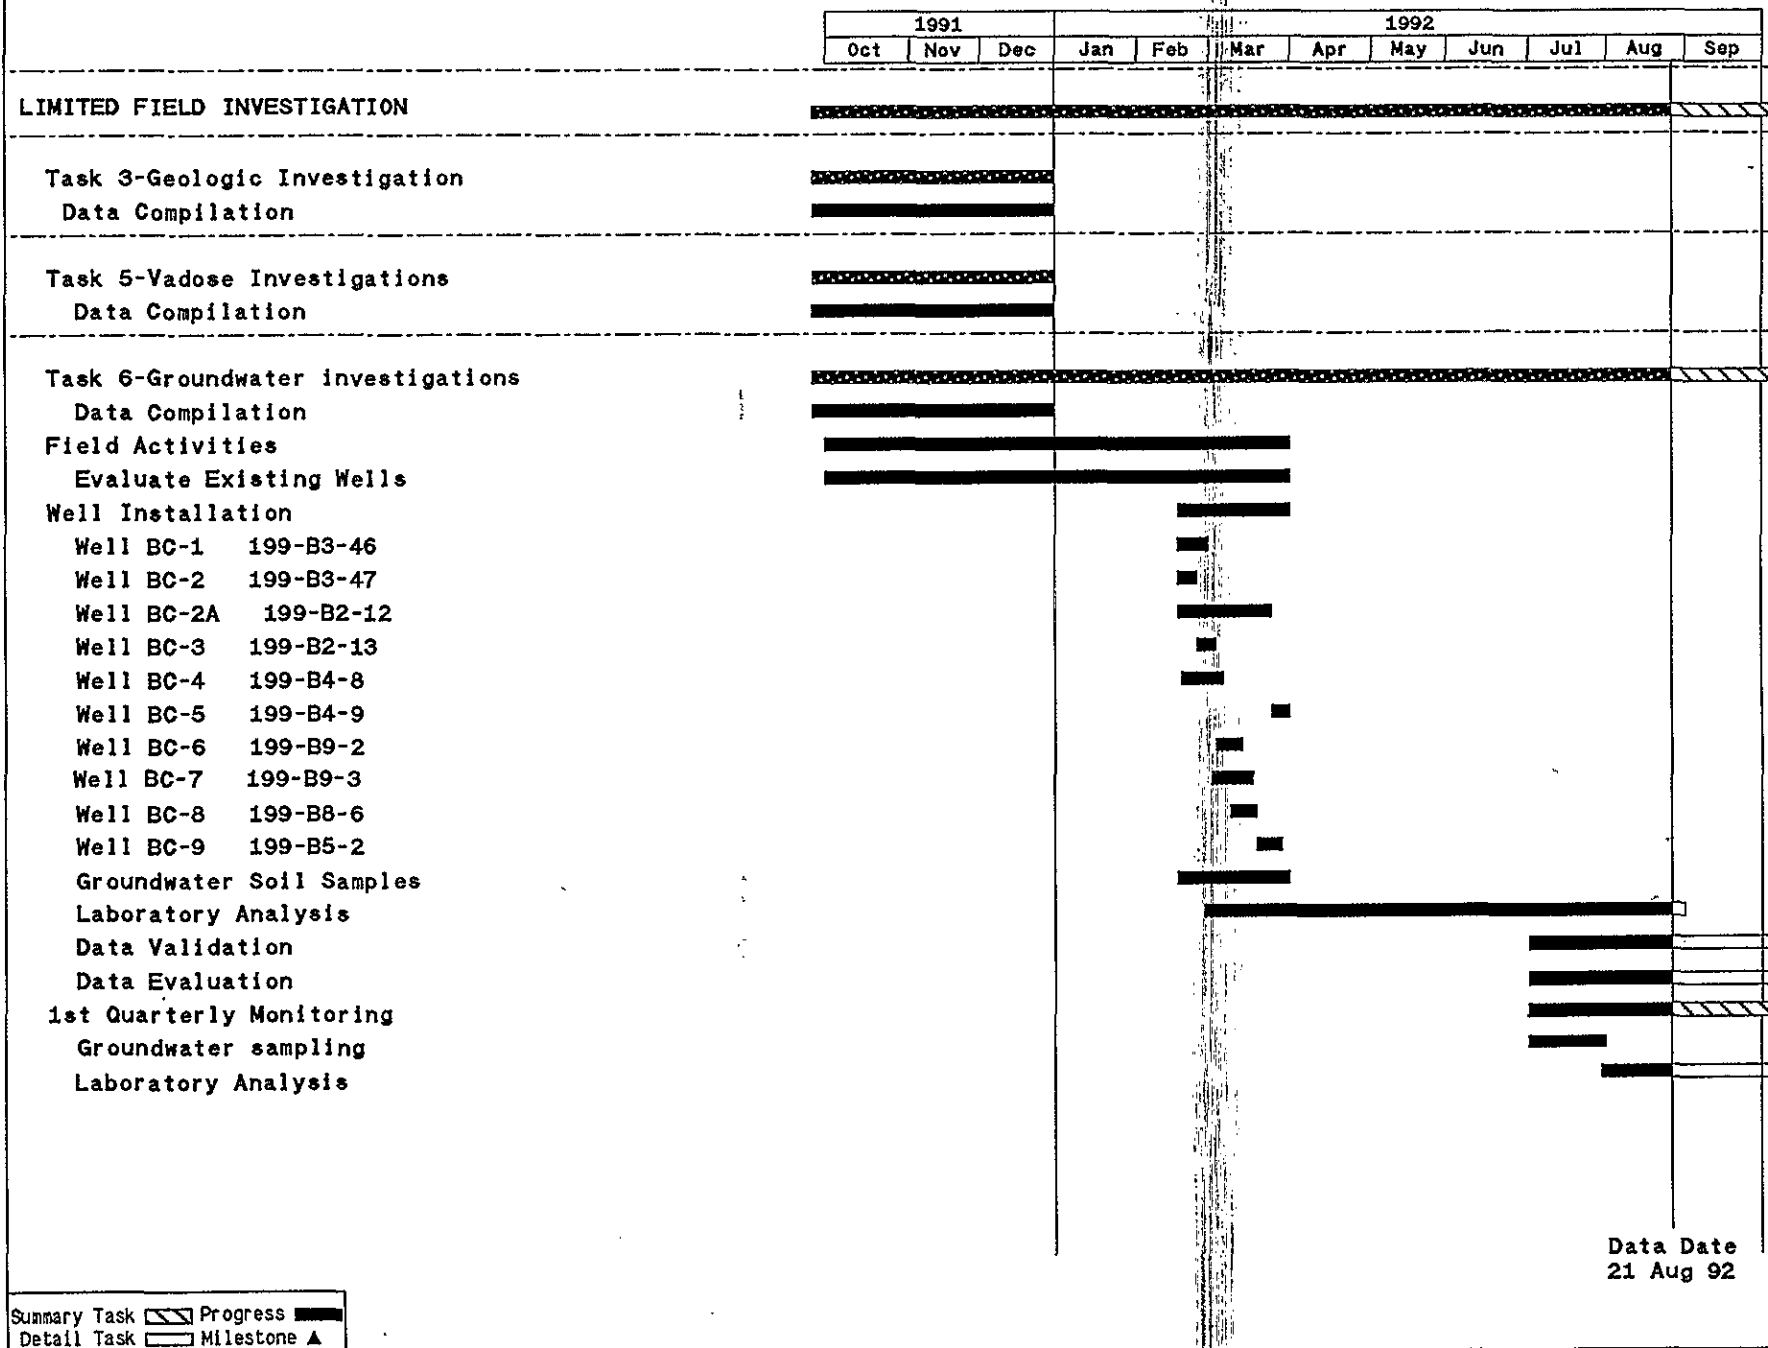 1991 1992
Oct Nov Dec Jan Feb Mar Apr May Jun Jul Aug Sep
LIMITED FIELD INVESTIGATION
Task 3-Geologic Investigation
Data Compilation
Task 5-Vadose Investigations
Data Compilation
Task 6-Groundwater investigations
Data Compilation
Field Activities
Evaluate Existing Wells
Well Installation
Well BC-1 199-B3-46
Well BC-2 199-B3-47
Well BC-2A 199-B2-12
Well BC-3 199-B2-13
Well BC-4 199-B4-8
Well BC-5 199-B4-9
Well BC-6 199-B9-2
Well BC-7 199-B9-3
Well BC-8 199-B8-6
Well BC-9 199-B5-2
Groundwater Soil Samples
Laboratory Analysis
Data Validation
Data Evaluation
1st Quarterly Monitoring
Groundwater sampling
Laboratory Analysis
Data Date
21 Aug 92
Summary Task Progress
Detail Task Milestone